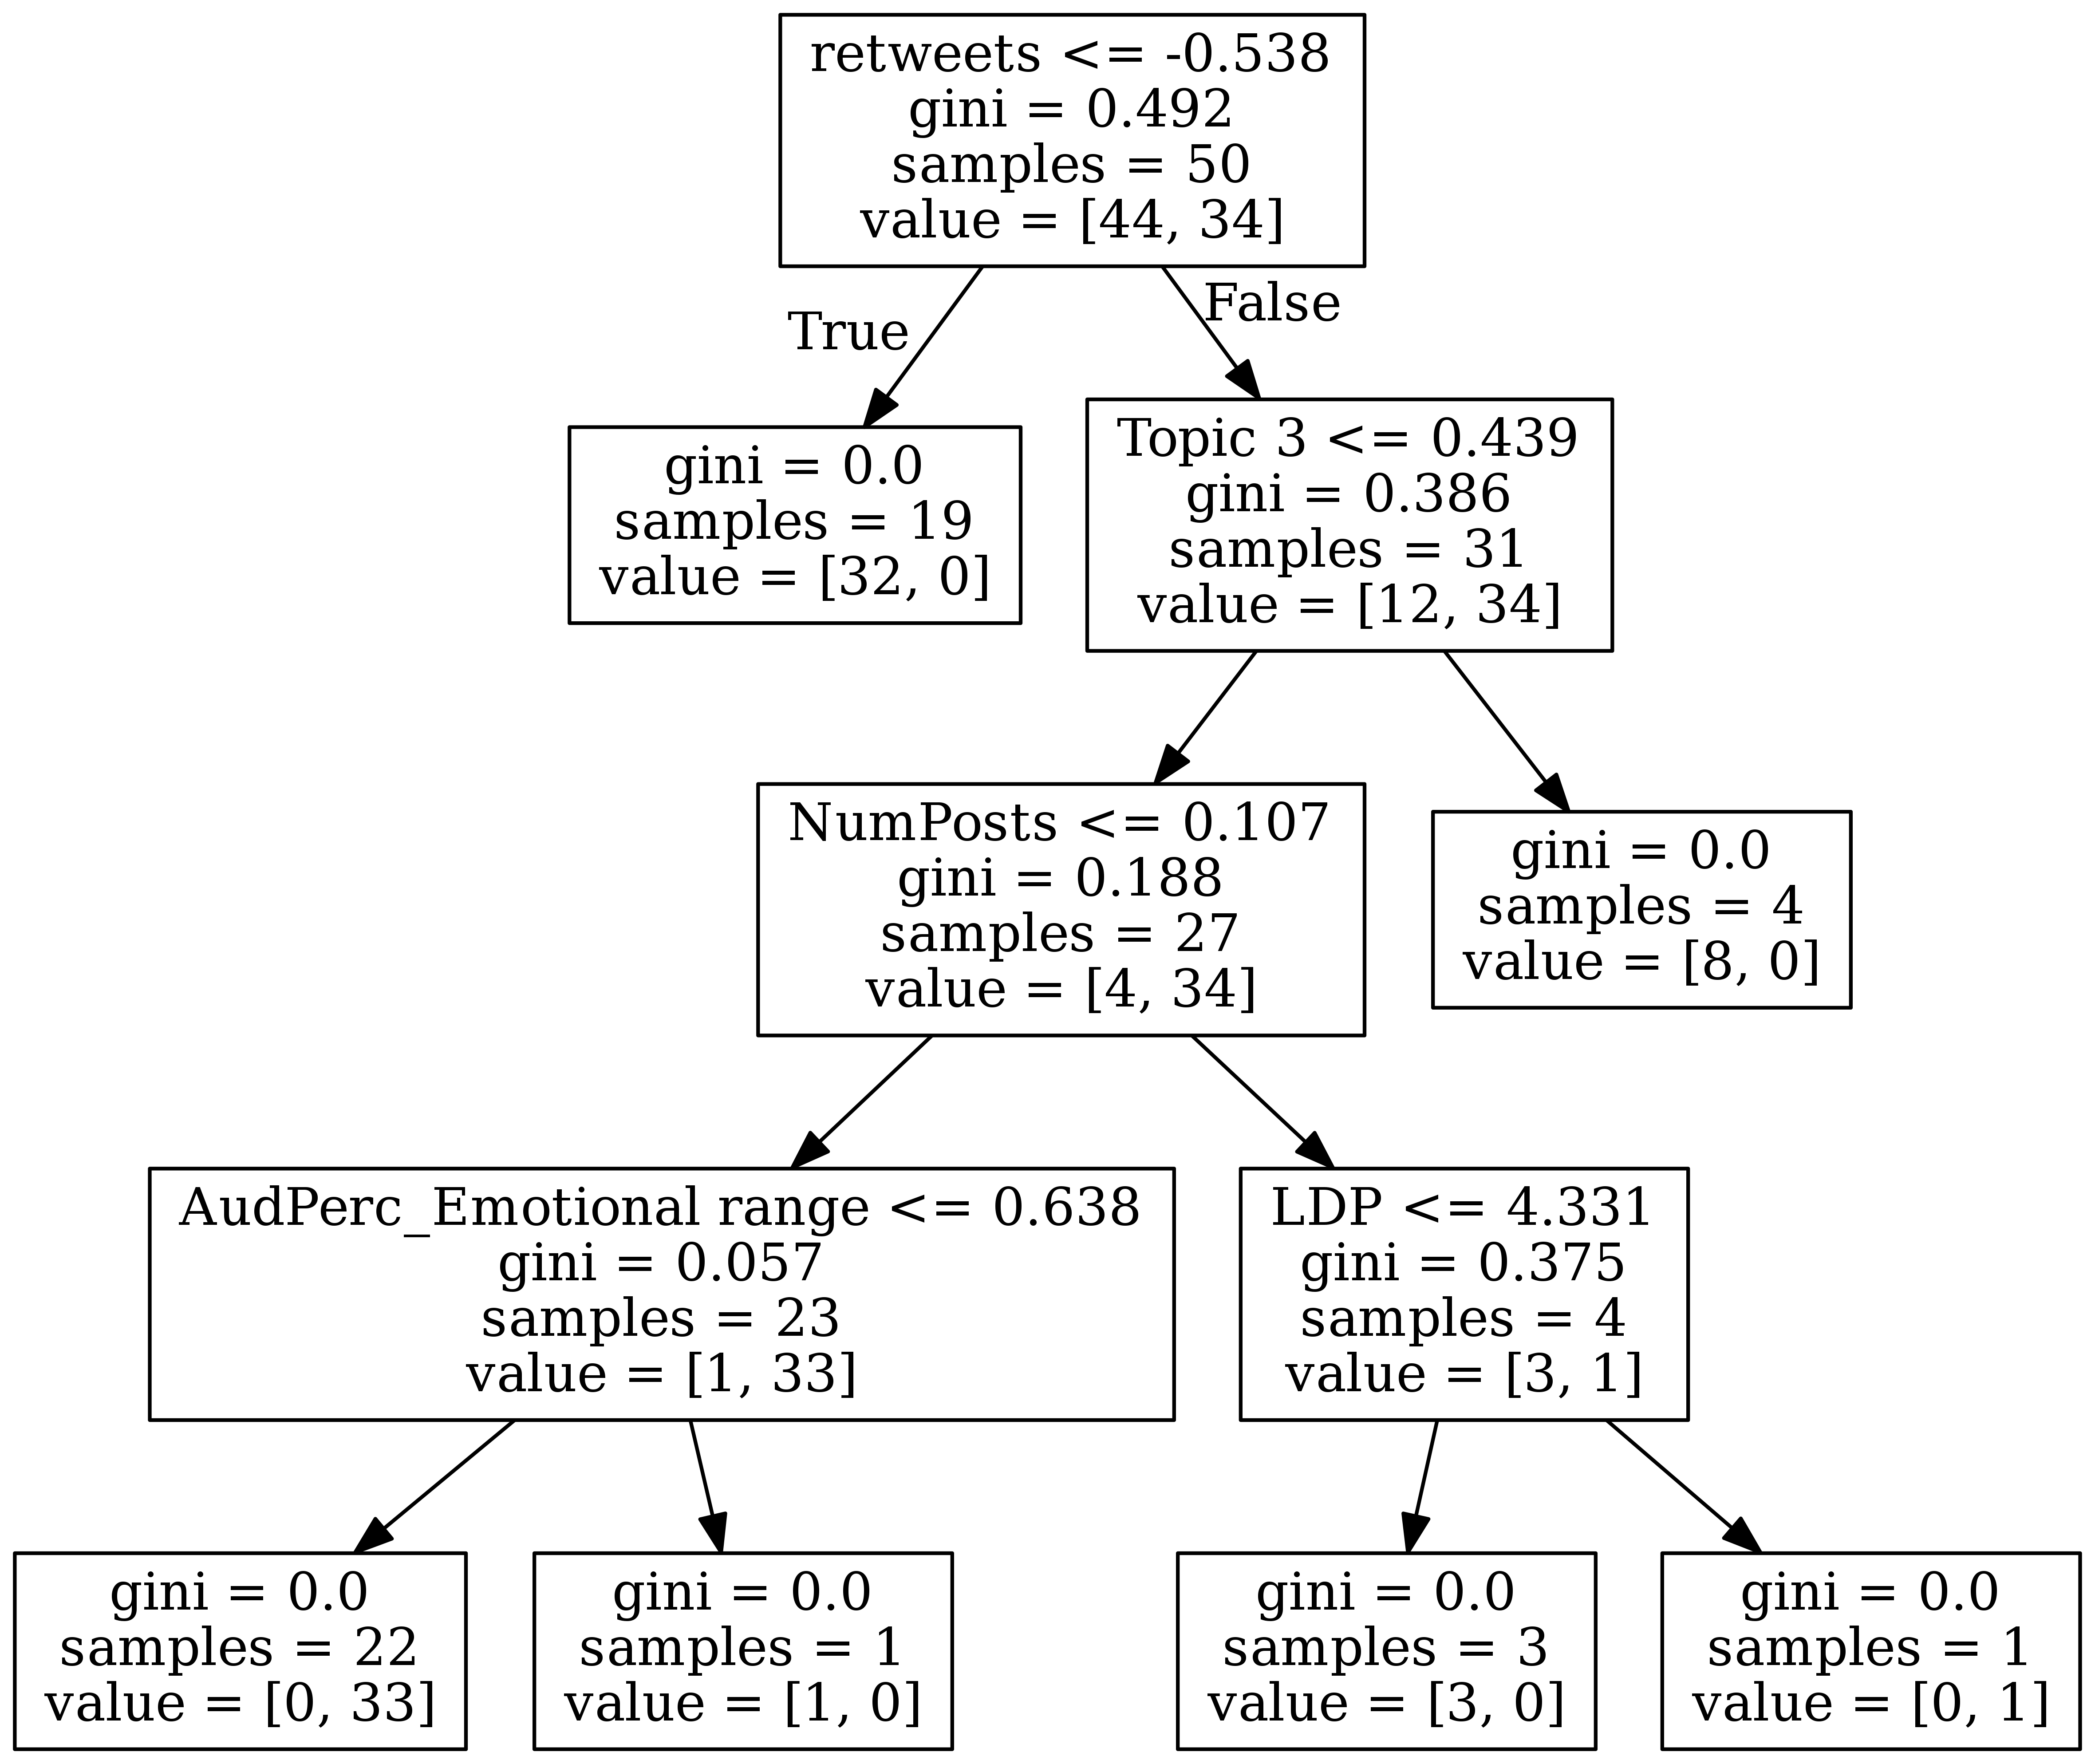 retweets <= -0.538
gini = 0.492
samples = 50
value = [44, 34]
True
False
gini = 0.0
samples = 19
value = [32, 0]
Topic 3 <= 0.439
gini = 0.386
samples = 31
value = [12, 34]
NumPosts <= 0.107
gini = 0.188
samples = 27
value = [4, 34]
gini = 0.0
samples = 4
value = [8, 0]
AudPerc_Emotional range <= 0.638
gini = 0.057
samples = 23
value = [1, 33]
LDP <= 4.331
gini = 0.375
samples = 4
value = [3, 1]
gini = 0.0
samples = 22
value = [0, 33]
gini = 0.0
samples = 1
value = [1, 0]
gini = 0.0
samples = 3
value = [3, 0]
gini = 0.0
samples = 1
value = [0, 1]